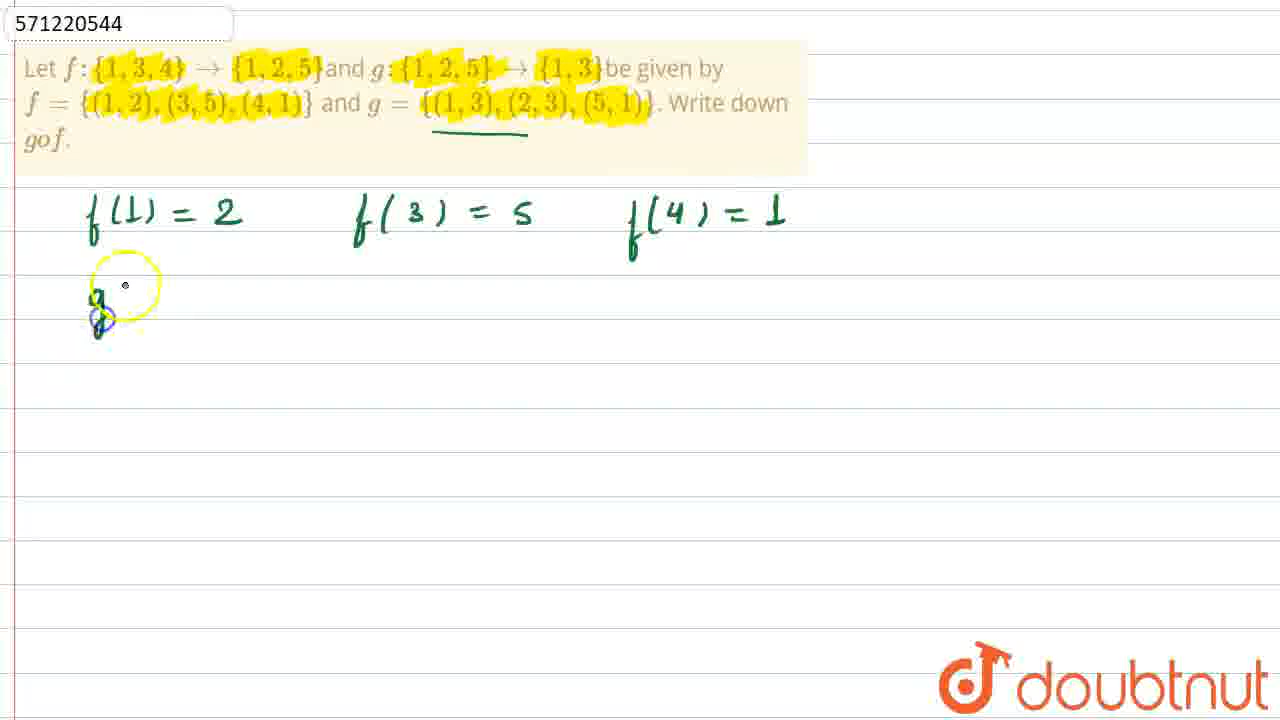 571220544
Let f:{1,3,4} → {1,2,5}and g:{1,2,5} → {1,3}be given by
f = {(1,2),(3,5),(4,1)} and g = {(1,3),(2,3),(5,1)}. Write down
gof.
f(1) = 2 f(3) = 5 f(4) = 1
g
doubtnut